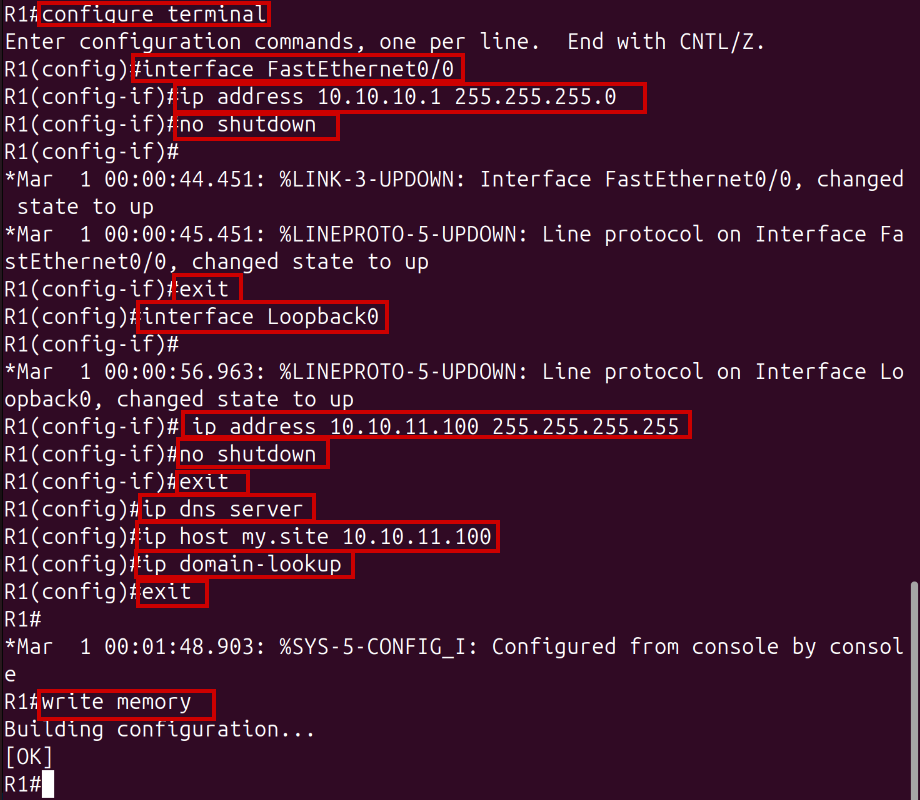 R1#configure terminal
Enter configuration commands, one per line.  End with CNTL/Z.
R1(config)#interface FastEthernet0/0
R1(config-if)#ip address 10.10.10.1 255.255.255.0
R1(config-if)#no shutdown
R1(config-if)#
*Mar  1 00:00:44.451: %LINK-3-UPDOWN: Interface FastEthernet0/0, changed
 state to up
*Mar  1 00:00:45.451: %LINEPROTO-5-UPDOWN: Line protocol on Interface Fa
stEthernet0/0, changed state to up
R1(config-if)#exit
R1(config)#interface Loopback0
R1(config-if)#
*Mar  1 00:00:56.963: %LINEPROTO-5-UPDOWN: Line protocol on Interface Lo
opback0, changed state to up
R1(config-if)# ip address 10.10.11.100 255.255.255.255
R1(config-if)#no shutdown
R1(config-if)#exit
R1(config)#ip dns server
R1(config)#ip host my.site 10.10.11.100
R1(config)#ip domain-lookup
R1(config)#exit
R1#
*Mar  1 00:01:48.903: %SYS-5-CONFIG_I: Configured from console by consol
e
R1#write memory
Building configuration...
[OK]
R1#